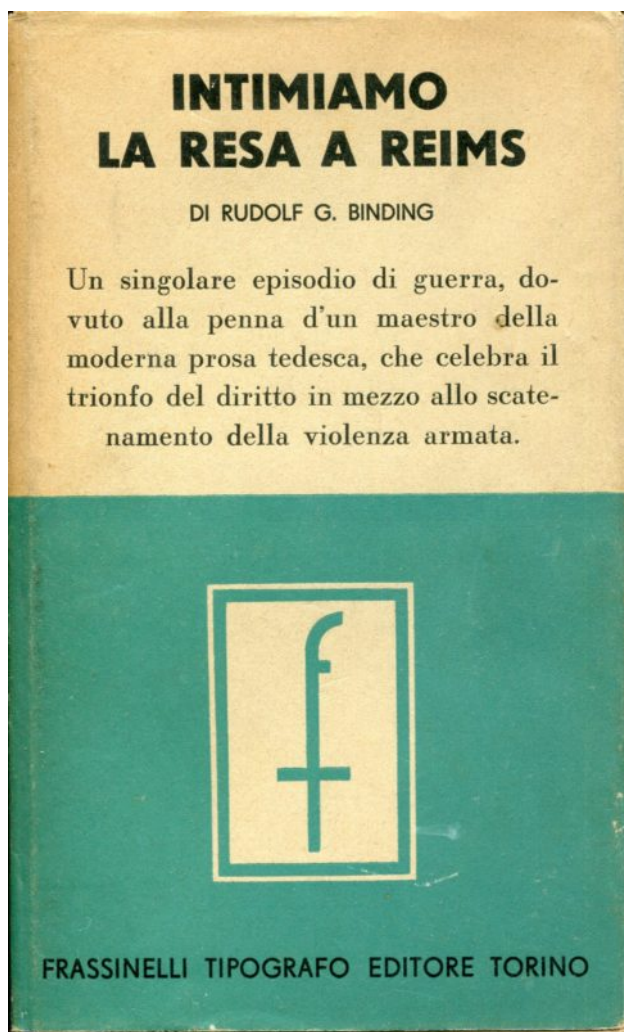 INTIMIAMO
LA RESA A REIMS
DI RUDOLF G. BINDING
Un singolare episodio di guerra, do-
vuto alla penna d'un maestro della
moderna prosa tedesca, che celebra il
trionfo del diritto in mezzo allo scate-
namento della violenza armata.
f
FRASSINELLI TIPOGRAFO EDITORE TORINO